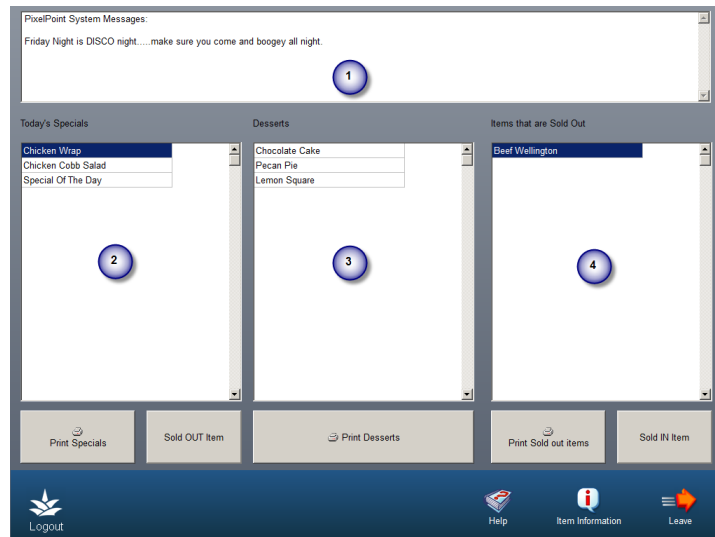 PixelPoint System Messages:
Friday Night is DISCO night.....make sure you come and boogey all night.
1
Today's Specials
Desserts
Items that are Sold Out
Chicken Wrap
Chicken Cobb Salad
Special Of The Day
Chocolate Cake
Pecan Pie
Lemon Square
Beef Wellington
2
3
4
Print Specials
Sold OUT Item
Print Desserts
Print Sold out items
Sold IN Item
Logout
Help
Item Information
Leave